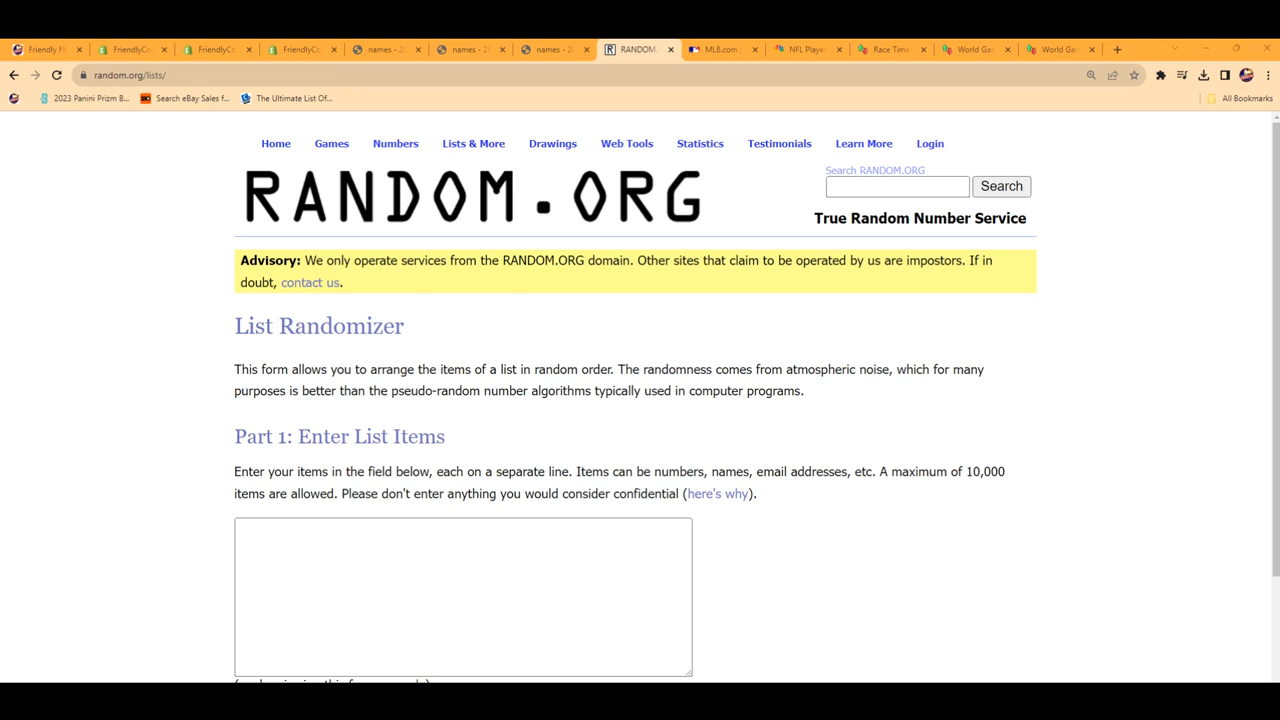 Friendly Fi
FriendlyCo
FriendlyCo
FriendlyCo
names - 2
names - 2
names - 2
RANDOM.
MLB.com |
NFL Player
Race Time
World Ga
World Ga
random.org/lists/
2023 Panini Prizm B...
Search eBay Sales f...
The Ultimate List Of...
All Bookmarks
Home
Games
Numbers
Lists & More
Drawings
Web Tools
Statistics
Testimonials
Learn More
Login
RANDOM.ORG
Search RANDOM.ORG
Search
True Random Number Service
Advisory: We only operate services from the RANDOM.ORG domain. Other sites that claim to be operated by us are impostors. If in
doubt, contact us.
List Randomizer
This form allows you to arrange the items of a list in random order. The randomness comes from atmospheric noise, which for many
purposes is better than the pseudo-random number algorithms typically used in computer programs.
Part 1: Enter List Items
Enter your items in the field below, each on a separate line. Items can be numbers, names, email addresses, etc. A maximum of 10,000
items are allowed. Please don't enter anything you would consider confidential (here's why).